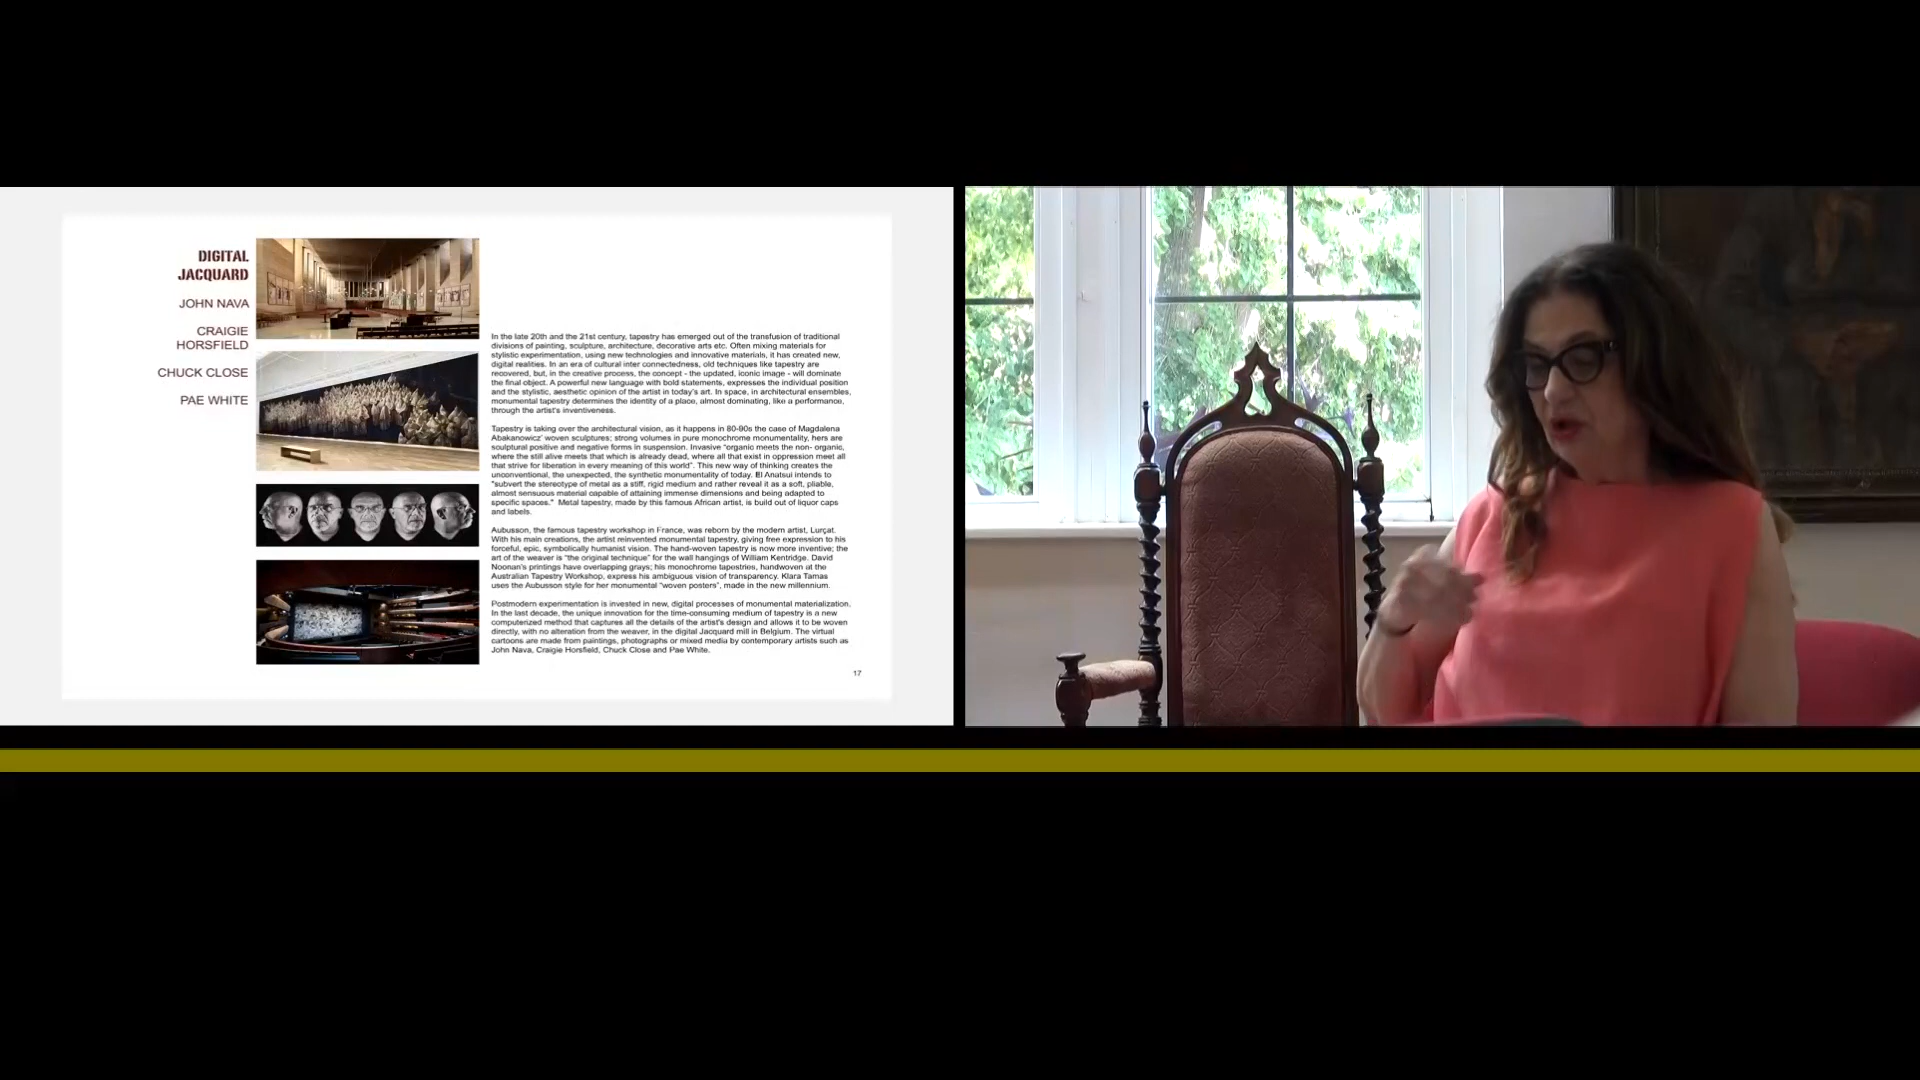 DIGITAL
JACQUARD
JOHN NAVA
CRAIGIE
HORSFIELD
CHUCK CLOSE
PAE WHITE
In the late 20th and the 21st century, tapestry has emerged out of the transfusion of traditional
divisions of painting, sculpture, architecture, decorative arts etc. Often mixing materials for
stylistic experimentation, using new technologies and innovative materials, it has created new,
digital realities. In an era of cultural inter connectedness, old techniques like tapestry are
recovered, but, in the creative process, the concept - the updated, iconic image - will dominate
the final object. A powerful new language with bold statements, expresses the individual position
and the stylistic, aesthetic opinion of the artist in today's art. In space, in architectural ensembles,
monumental tapestry determines the identity of a place, almost dominating, like a performance,
through the artist's inventiveness.
Tapestry is taking over the architectural vision, as it happens in 80-90s the case of Magdalena
Abakanowicz' woven sculptures; strong volumes in pure monochrome monumentality, hers are
sculptural positive and negative forms in suspension. Invasive “organic meets the non- organic,
where the still alive meets that which is already dead, where all that exist in oppression meet all
that strive for liberation in every meaning of this world”. This new way of thinking creates the
unconventional, the unexpected, the synthetic monumentality of today. El Anatsui intends to
"subvert the stereotype of metal as a stiff, rigid medium and rather reveal it as a soft, pliable,
almost sensuous material capable of attaining immense dimensions and being adapted to
specific spaces." Metal tapestry, made by this famous African artist, is build out of liquor caps
and labels.
Aubusson, the famous tapestry workshop in France, was reborn by the modern artist, Lurçat.
With his main creations, the artist reinvented monumental tapestry, giving free expression to his
forceful, epic, symbolically humanist vision. The hand-woven tapestry is now more inventive; the
art of the weaver is “the original technique” for the wall hangings of William Kentridge. David
Noonan's printings have overlapping grays; his monochrome tapestries, handwoven at the
Australian Tapestry Workshop, express his ambiguous vision of transparency. Klara Tamas
uses the Aubusson style for her monumental “woven posters”, made in the new millennium.
Postmodern experimentation is invested in new, digital processes of monumental materialization.
In the last decade, the unique innovation for the time-consuming medium of tapestry is a new
computerized method that captures all the details of the artist's design and allows it to be woven
directly, with no alteration from the weaver, in the digital Jacquard mill in Belgium. The virtual
cartoons are made from paintings, photographs or mixed media by contemporary artists such as
John Nava, Craigie Horsfield, Chuck Close and Pae White.
17